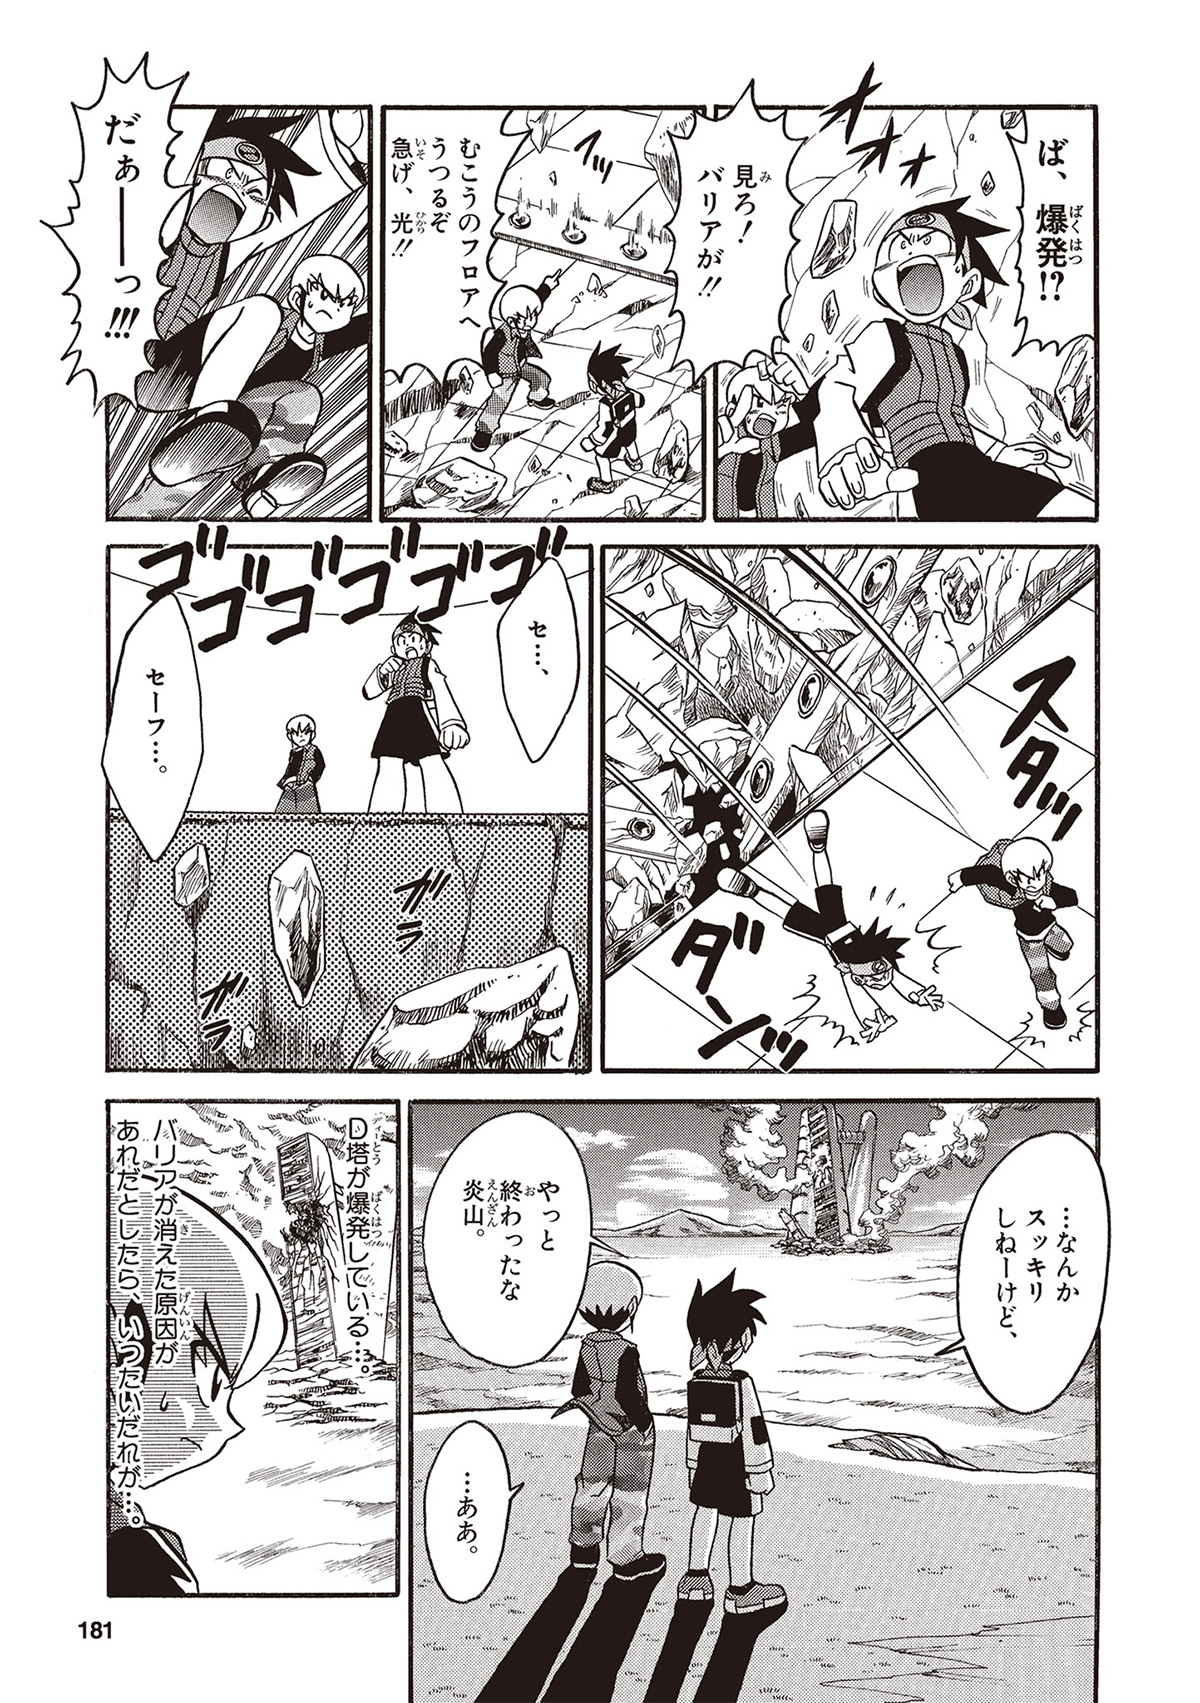 ば、爆発!?
見ろ!
バリアが!!
むこうのフロアへ
うつるぞ
急げ、光!!
だぁーーっ!!!
スタッ
ダンッ
ゴゴゴゴゴゴゴ
セ…、
セーフ…。
ガラ
ガラ
…なんか
スッキリ
しねーけど、
やっと
終わったな
炎山。
…ああ。
D塔が爆発している…。
バリアが消えた原因が
あれだとしたら、いったいだれが…。
181